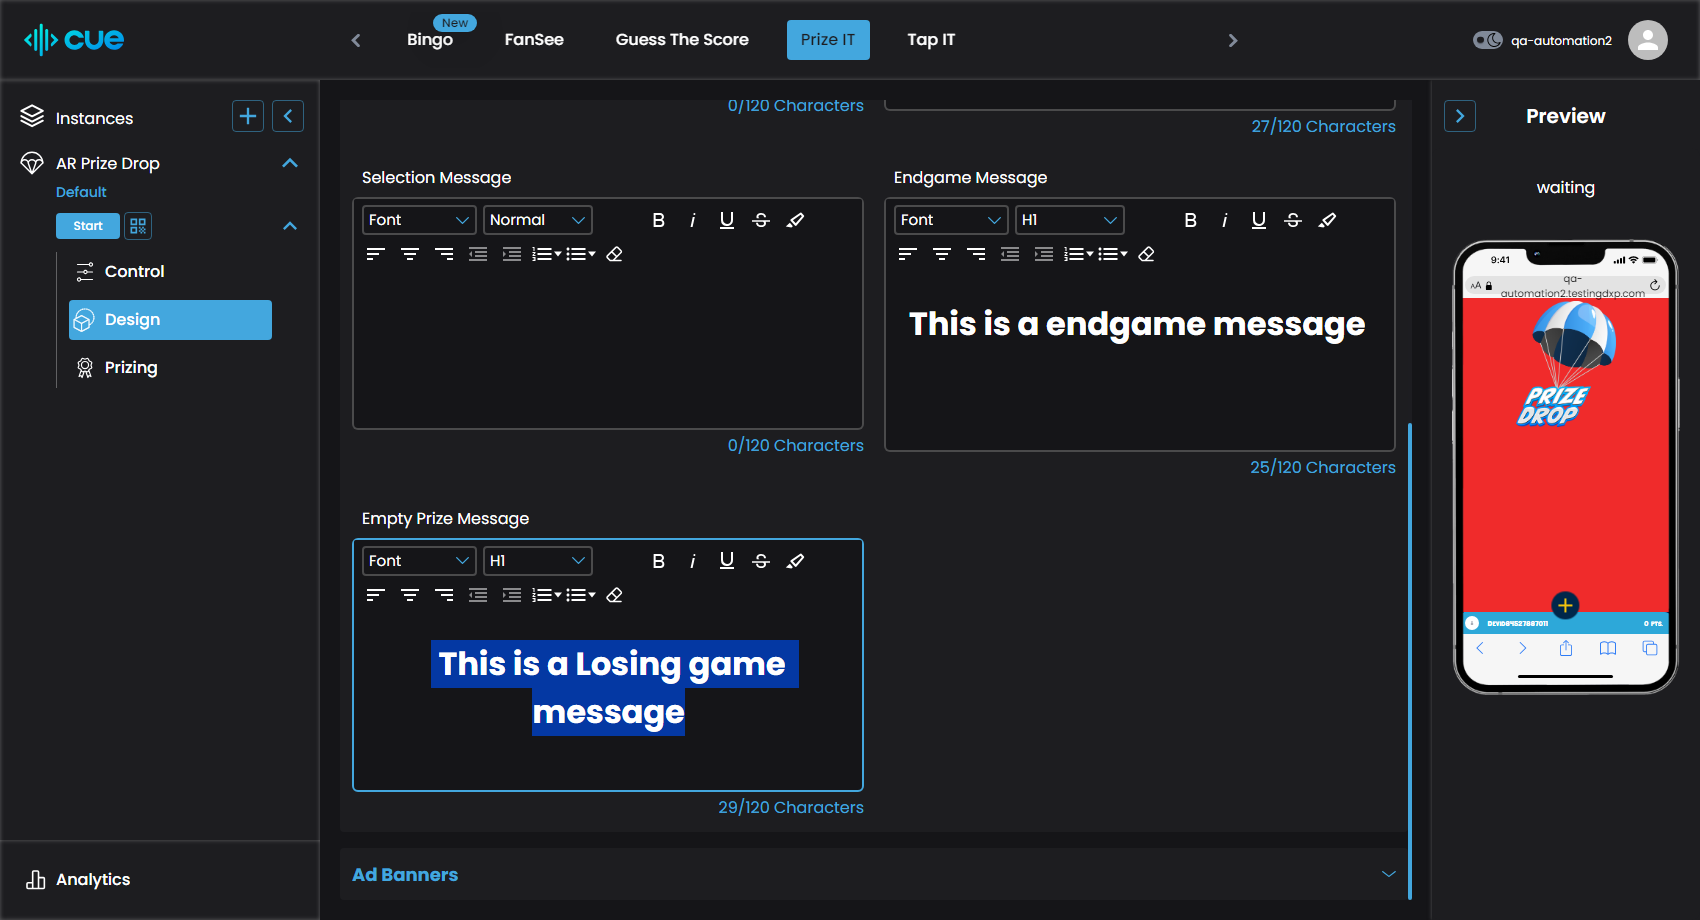 cue
Bingo
New
FanSee
Guess The Score
Prize IT
Tap IT
qa-automation2
Instances
AR Prize Drop
Default
Start
Control
Design
Prizing
Analytics
0/120 Characters
27/120 Characters
Selection Message
Font
Normal
B i U S
0/120 Characters
Endgame Message
Font
H1
B i U S
This is a endgame message
25/120 Characters
Empty Prize Message
Font
H1
B i U S
This is a Losing game
message
29/120 Characters
Ad Banners
Preview
waiting
9:41
AA
qa-
automation2.testingdxp.com
PRIZE
DROP
0 PTS.